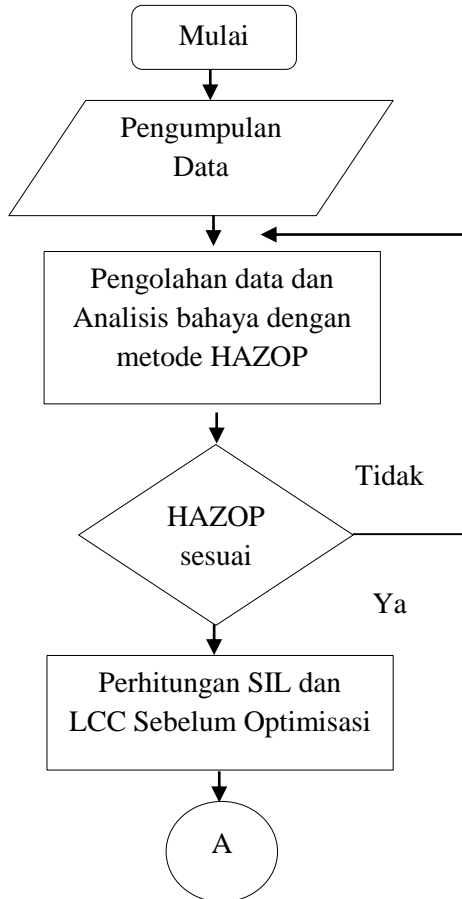 Mulai
Pengumpulan
Data
Pengolahan data dan
Analisis bahaya dengan
metode HAZOP
Tidak
HAZOP
sesuai
Ya
Perhitungan SIL dan
LCC Sebelum Optimisasi
A